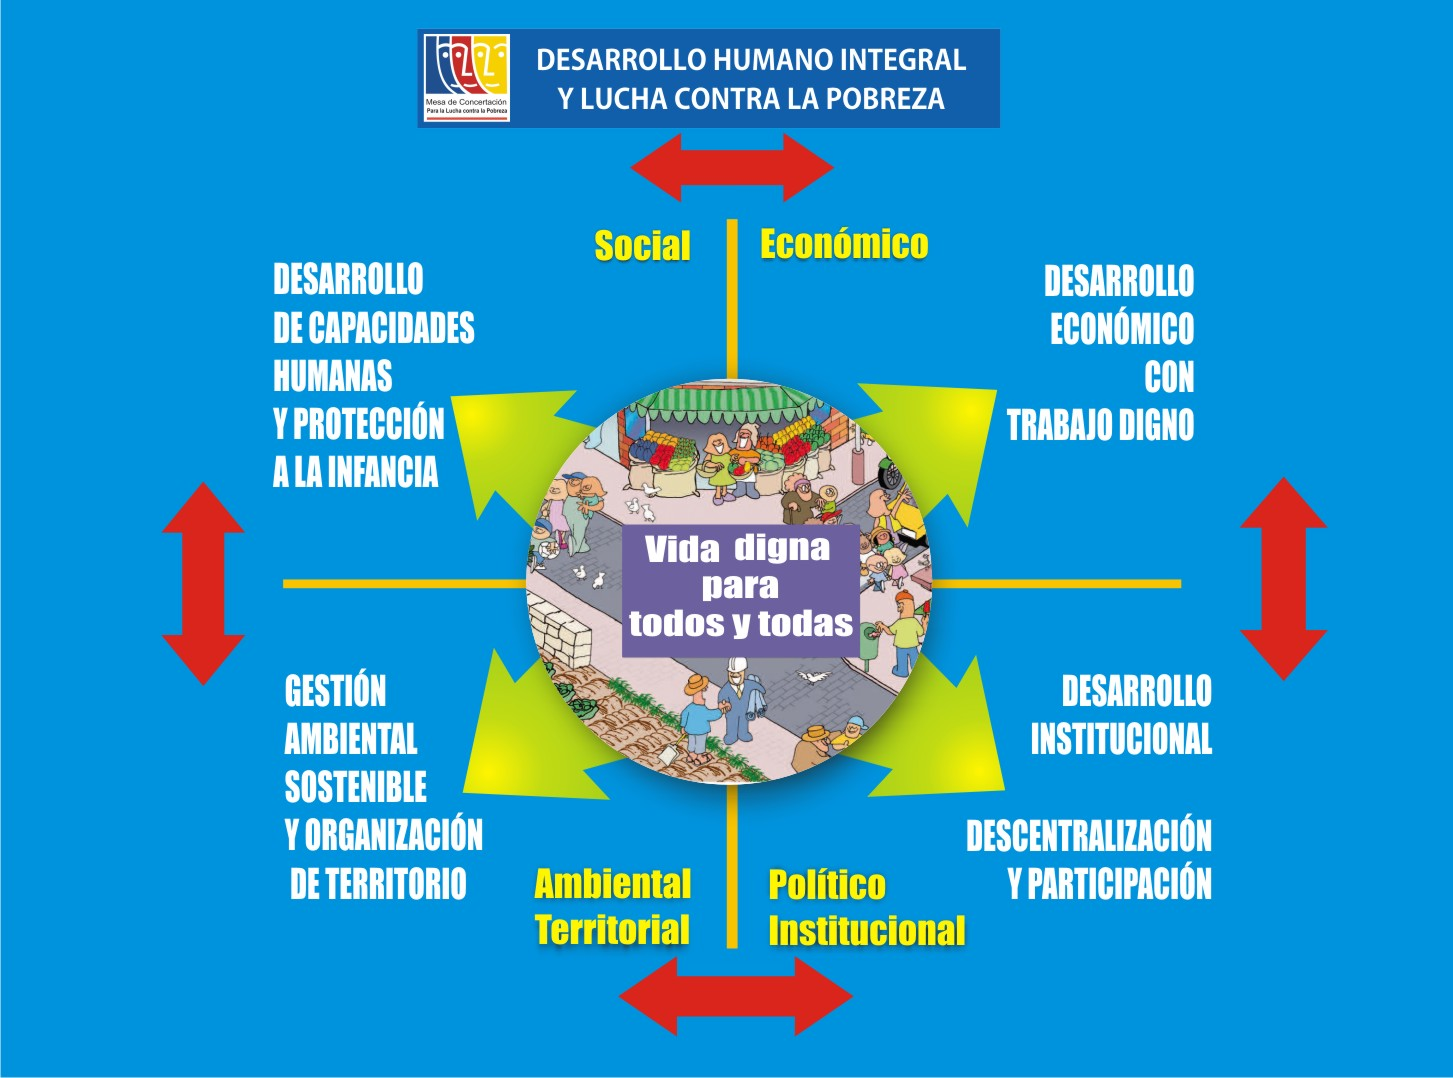 Mesa de Concertación
Para la Lucha contra la Pobreza
DESARROLLO HUMANO INTEGRAL
Y LUCHA CONTRA LA POBREZA
Social
Económico
DESARROLLO
DE CAPACIDADES
HUMANAS
Y PROTECCIÓN
A LA INFANCIA
DESARROLLO
ECONÓMICO
CON
TRABAJO DIGNO
Vida digna
para
todos y todas
GESTIÓN
AMBIENTAL
SOSTENIBLE
Y ORGANIZACIÓN
DE TERRITORIO
DESARROLLO
INSTITUCIONAL
DESCENTRALIZACIÓN
Y PARTICIPACIÓN
Ambiental
Territorial
Político
Institucional